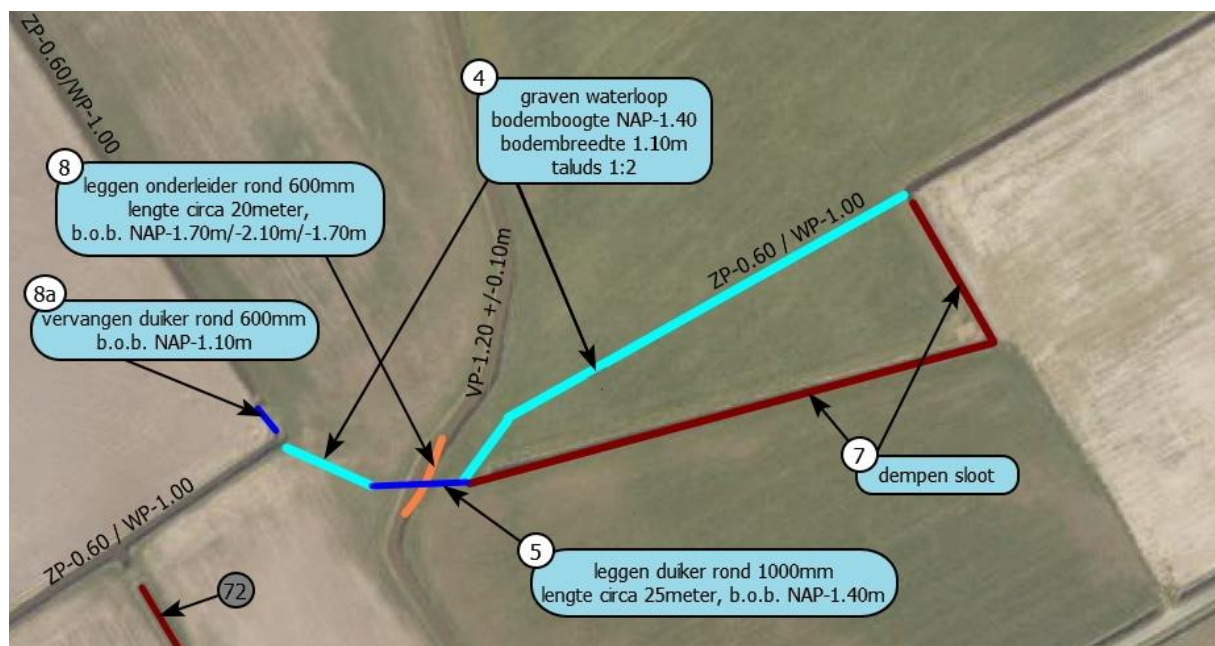 ZP-0.60/WP-1.00
4
graven waterloop
bodemboogte NAP-1.40
bodembreedte 1.10m
taluds 1:2
8
leggen onderleider rond 600mm
lengte circa 20meter,
b.o.b. NAP-1.70m/-2.10m/-1.70m
ZP-0.60 / WP-1.00
8a
vervangen duiker rond 600mm
b.o.b. NAP-1.10m
VP-1.20 +/-0.10m
7
dempen sloot
ZP-0.60 / WP-1.00
5
leggen duiker rond 1000mm
lengte circa 25meter, b.o.b. NAP-1.40m
72